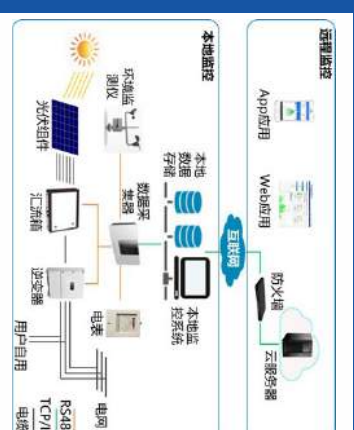 远程监控
App应用
Web应用
防火墙
云服务器
互联网
本地监控
本地
数据
存储
本地监
控系统
环境监
测仪
数据采
集器
电表
光伏组件
汇流箱
逆变器
用户自用
电网
RS48
TCP/I
电缆